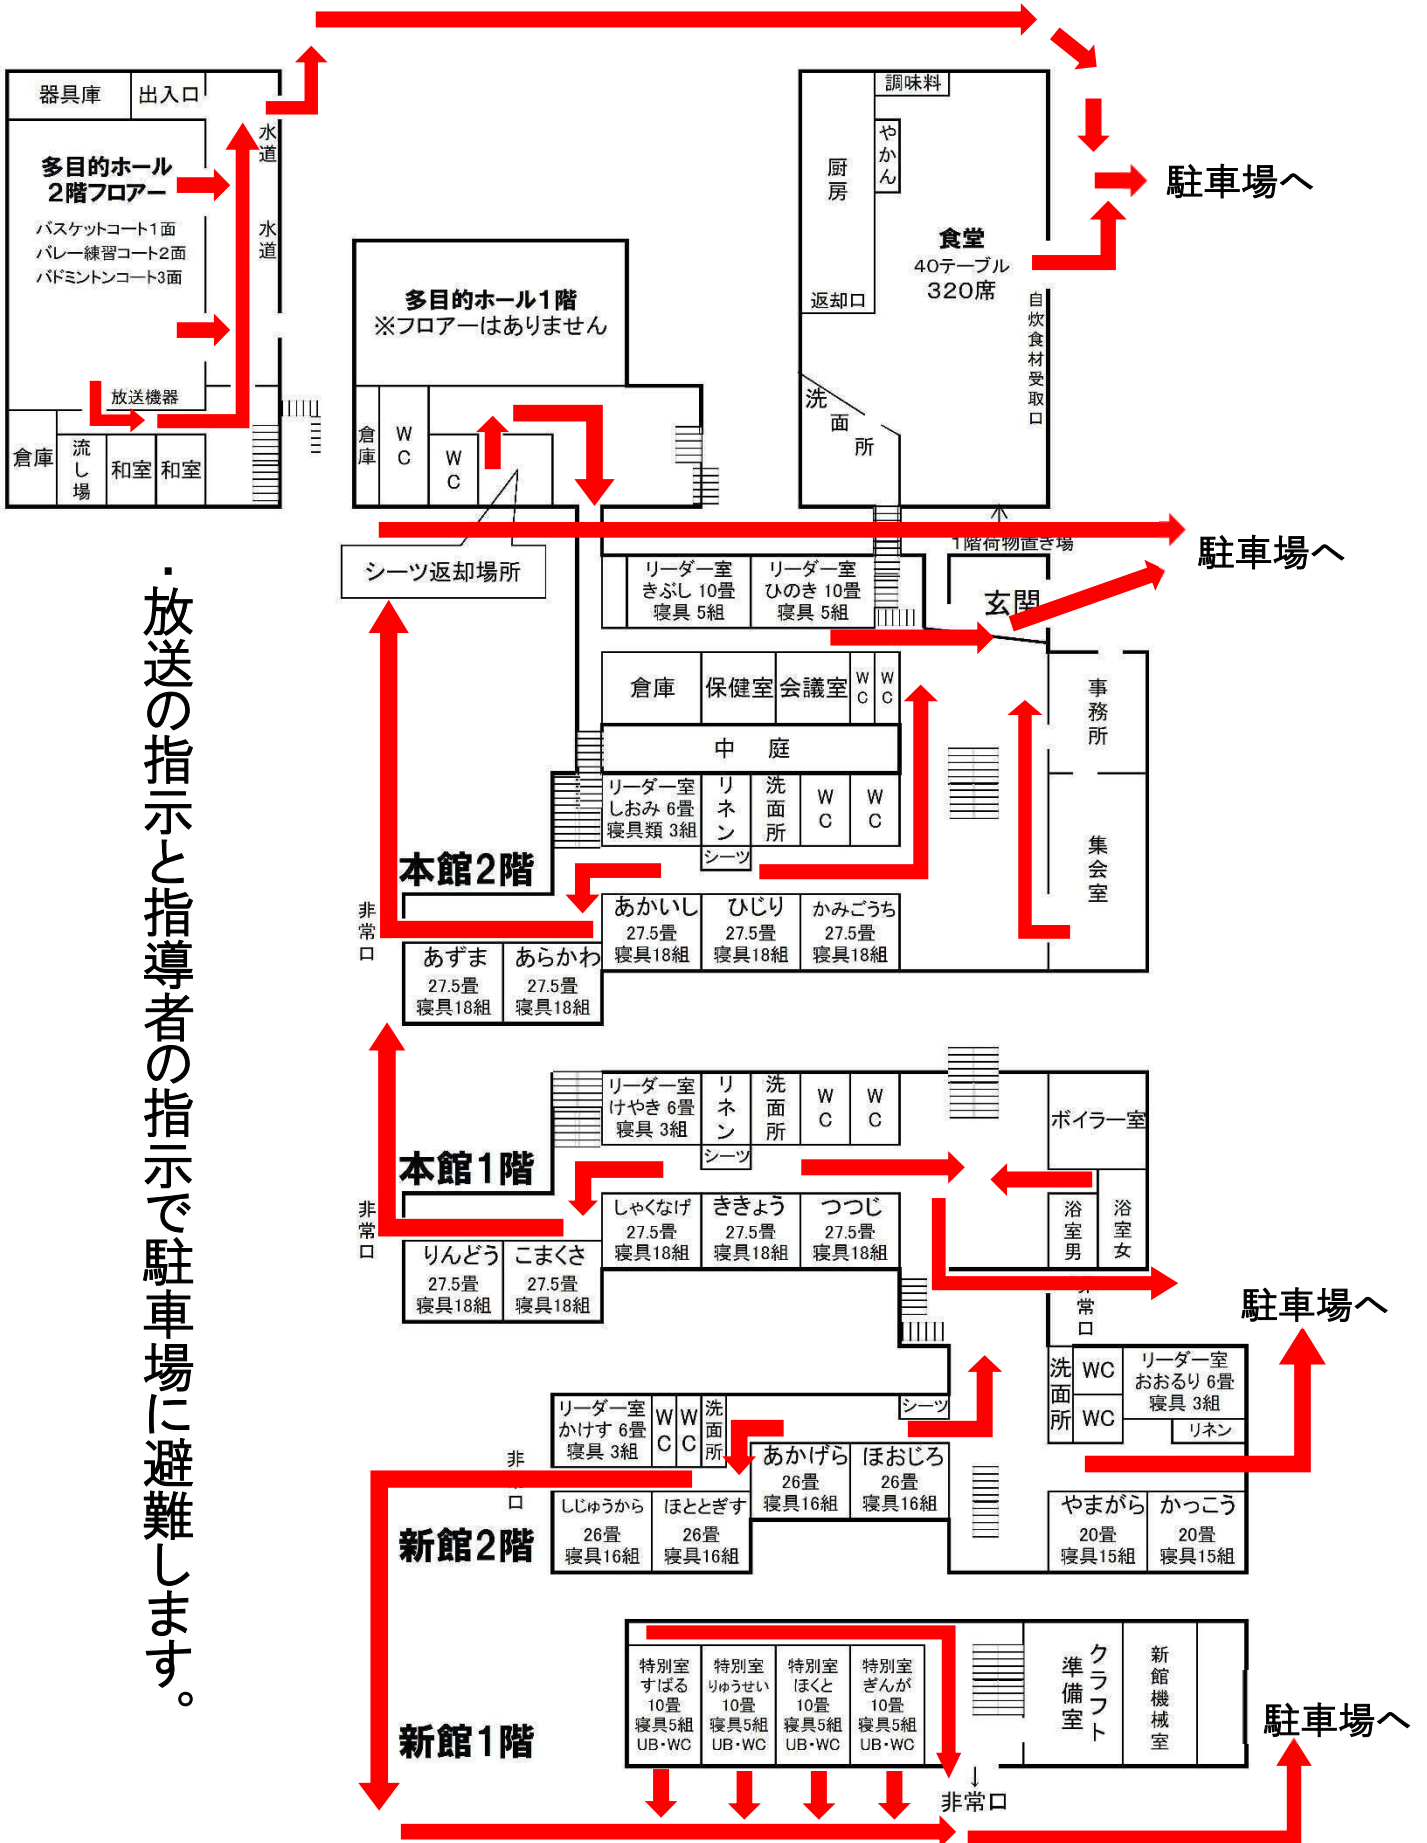 器具庫
出入口
水道
多目的ホール
2階フロアー
バスケットコート1面
バレー練習コート2面
バドミントンコート3面
水道
放送機器
倉庫
流し場
和室
和室
多目的ホール1階
※フロアーはありません
倉庫
WC
WC
シーツ返却場所
調味料
やかん
厨房
食堂
40テーブル
320席
返却口
自炊食材受取口
洗面所
駐車場へ
1階荷物置き場
駐車場へ
リーダー室
きぶし 10畳
寝具 5組
リーダー室
ひのき 10畳
寝具 5組
玄関
倉庫
保健室
会議室
WC
WC
事務所
中 庭
リーダー室
しおみ 6畳
寝具類 3組
リネン
洗面所
WC
WC
シーツ
集会室
本館2階
非常口
あかいし
27.5畳
寝具18組
ひじり
27.5畳
寝具18組
かみごうち
27.5畳
寝具18組
あずま
27.5畳
寝具18組
あらかわ
27.5畳
寝具18組
リーダー室
けやき 6畳
寝具 3組
リネン
洗面所
WC
WC
シーツ
ボイラー室
本館1階
非常口
しゃくなげ
27.5畳
寝具18組
ききょう
27.5畳
寝具18組
つつじ
27.5畳
寝具18組
浴室男
浴室女
りんどう
27.5畳
寝具18組
こまくさ
27.5畳
寝具18組
常口
駐車場へ
洗面所
WC
WC
リーダー室
おおるり 6畳
寝具 3組
リネン
リーダー室
かけす 6畳
寝具 3組
WC
WC
洗面所
シーツ
非常口
あかげら
26畳
寝具16組
ほおじろ
26畳
寝具16組
しじゅうから
26畳
寝具16組
ほととぎす
26畳
寝具16組
やまがら
20畳
寝具15組
かっこう
20畳
寝具15組
新館2階
特別室
すばる
10畳
寝具5組
UB・WC
特別室
りゅうせい
10畳
寝具5組
UB・WC
特別室
ほくと
10畳
寝具5組
UB・WC
特別室
ぎんが
10畳
寝具5組
UB・WC
クラフト
準備室
新館機械室
新館1階
非常口
駐車場へ
・放送の指示と指導者の指示で駐車場に避難します。